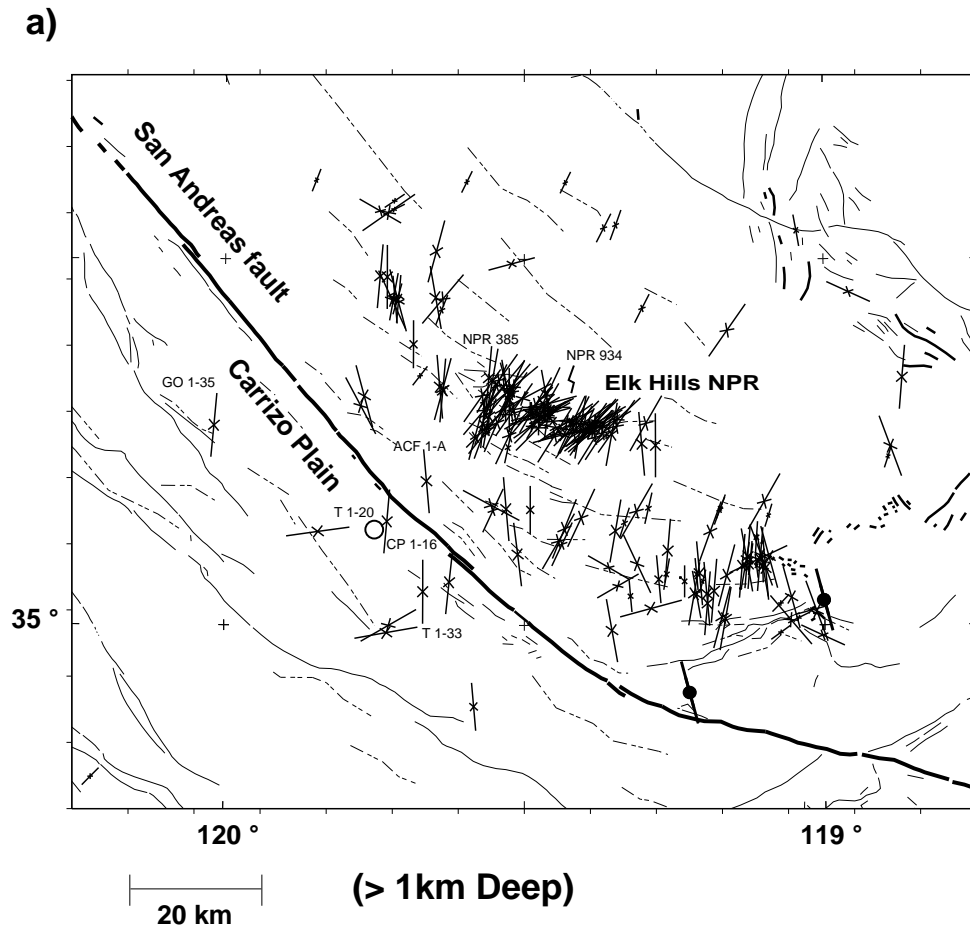 a)
San Andreas fault
NPR 385
NPR 934
Elk Hills NPR
GO 1-35
Carrizo Plain
ACF 1-A
T 1-20
CP 1-16
35 °
T 1-33
120 °
119 °
(> 1km Deep)
20 km